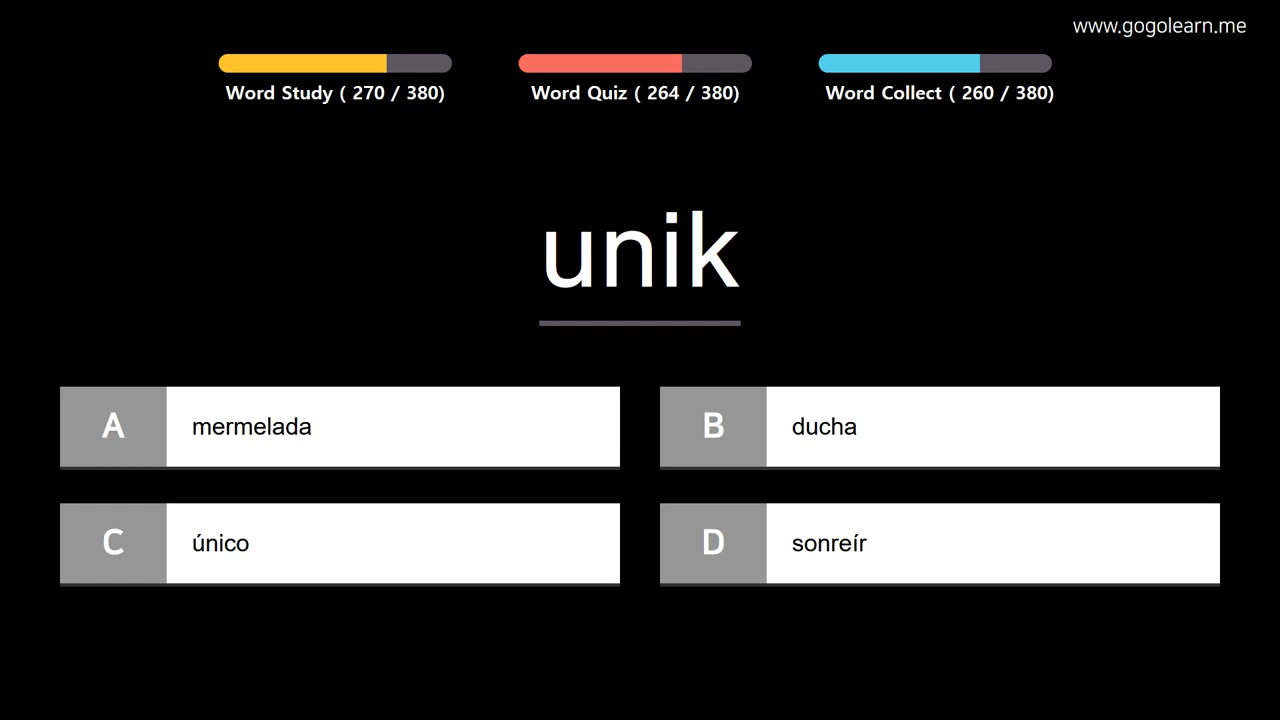 www.gogolearn.me
Word Study ( 270 / 380)
Word Quiz ( 264 / 380)
Word Collect ( 260 / 380)
unik
A mermelada
B ducha
C único
D sonreír